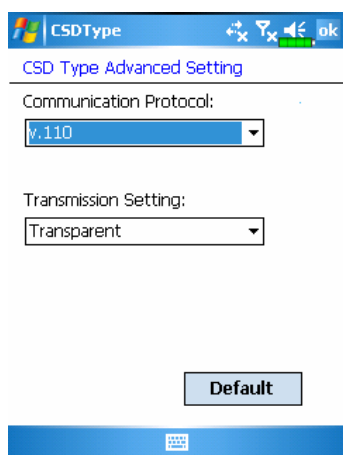 CSDType ok
CSD Type Advanced Setting
Communication Protocol:
v.110
Transmission Setting:
Transparent
Default